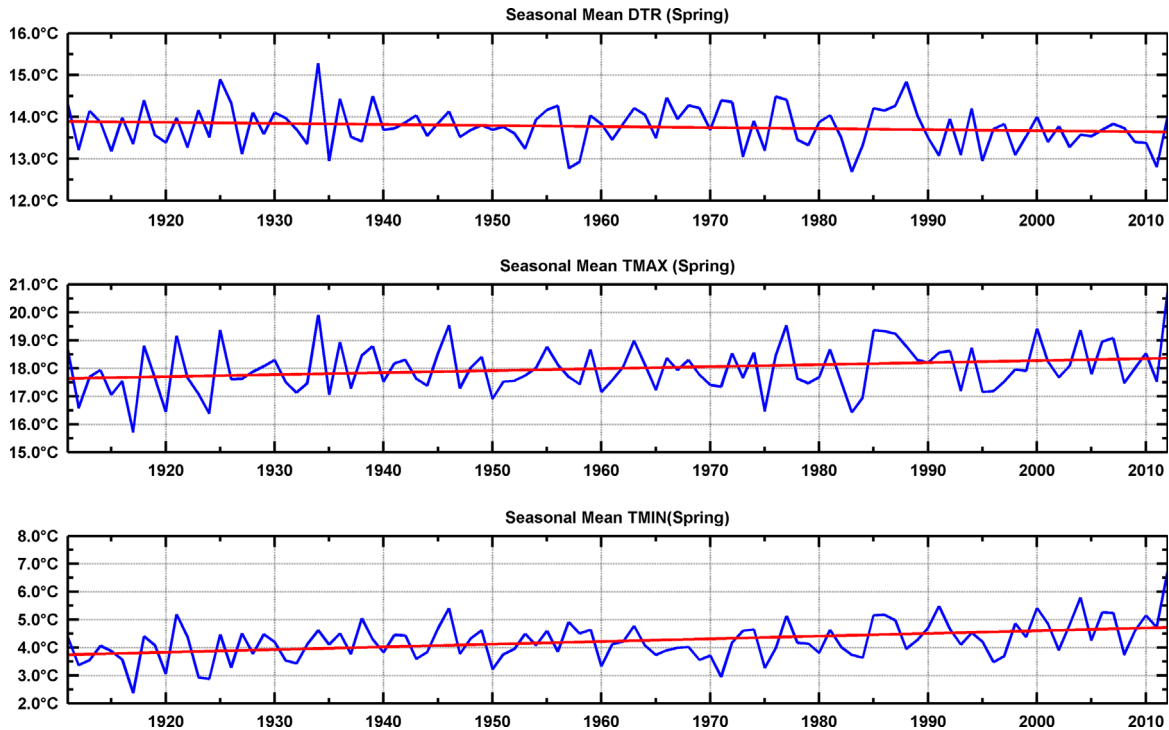 Seasonal Mean DTR (Spring)
16.0°C
15.0°C
14.0°C
13.0°C
12.0°C
1920 1930 1940 1950 1960 1970 1980 1990 2000 2010
Seasonal Mean TMAX (Spring)
21.0°C
20.0°C
19.0°C
18.0°C
17.0°C
16.0°C
15.0°C
1920 1930 1940 1950 1960 1970 1980 1990 2000 2010
Seasonal Mean TMIN(Spring)
8.0°C
7.0°C
6.0°C
5.0°C
4.0°C
3.0°C
2.0°C
1920 1930 1940 1950 1960 1970 1980 1990 2000 2010